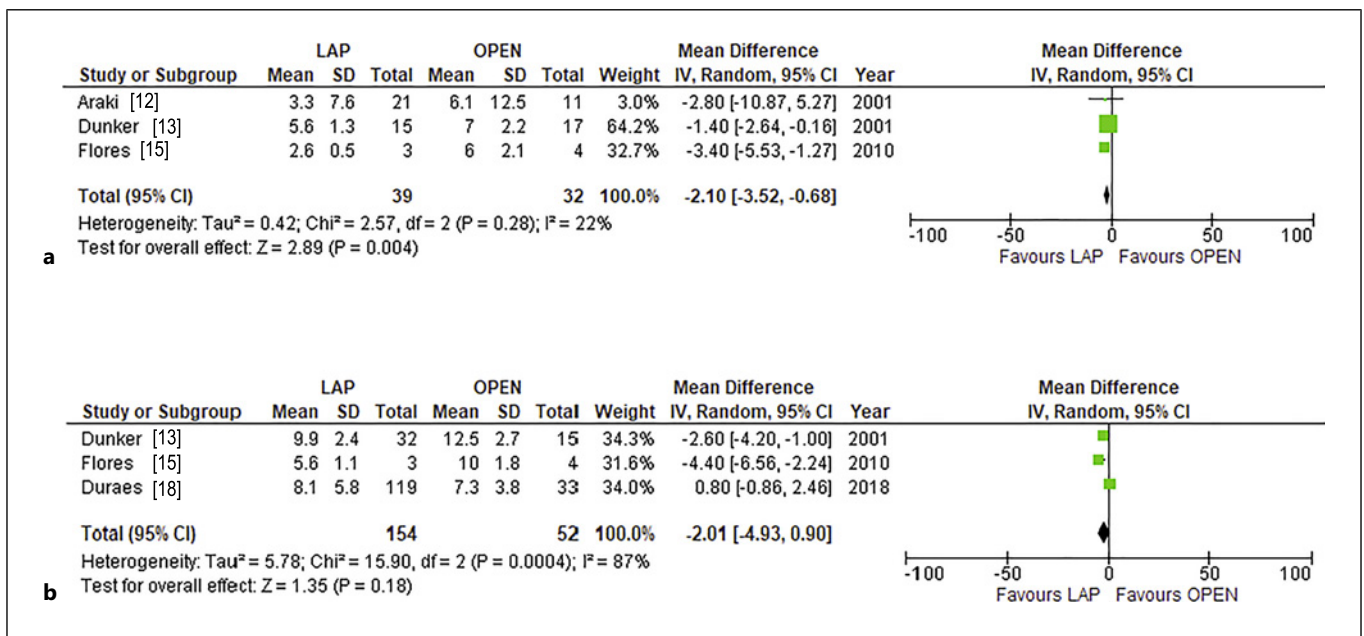 LAP OPEN Mean Difference Mean Difference
Study or Subgroup Mean SD Total Mean SD Total Weight IV, Random, 95% CI Year IV, Random, 95% CI
Araki [12] 3.3 7.6 21 6.1 12.5 11 3.0% -2.80 [-10.87, 5.27] 2001
Dunker [13] 5.6 1.3 15 7 2.2 17 64.2% -1.40 [-2.64, -0.16] 2001
Flores [15] 2.6 0.5 3 6 2.1 4 32.7% -3.40 [-5.53, -1.27] 2010
Total (95% CI) 39 32 100.0% -2.10 [-3.52, -0.68]
Heterogeneity: Tau² = 0.42; Chi² = 2.57, df = 2 (P = 0.28); I² = 22%
Test for overall effect: Z = 2.89 (P = 0.004)
-100 -50 0 50 100
Favours LAP Favours OPEN
a
LAP OPEN Mean Difference Mean Difference
Study or Subgroup Mean SD Total Mean SD Total Weight IV, Random, 95% CI Year IV, Random, 95% CI
Dunker [13] 9.9 2.4 32 12.5 2.7 15 34.3% -2.60 [-4.20, -1.00] 2001
Flores [15] 5.6 1.1 3 10 1.8 4 31.6% -4.40 [-6.56, -2.24] 2010
Duraes [18] 8.1 5.8 119 7.3 3.8 33 34.0% 0.80 [-0.86, 2.46] 2018
Total (95% CI) 154 52 100.0% -2.01 [-4.93, 0.90]
Heterogeneity: Tau² = 5.78; Chi² = 15.90, df = 2 (P = 0.0004); I² = 87%
Test for overall effect: Z = 1.35 (P = 0.18)
-100 -50 0 50 100
Favours LAP Favours OPEN
b